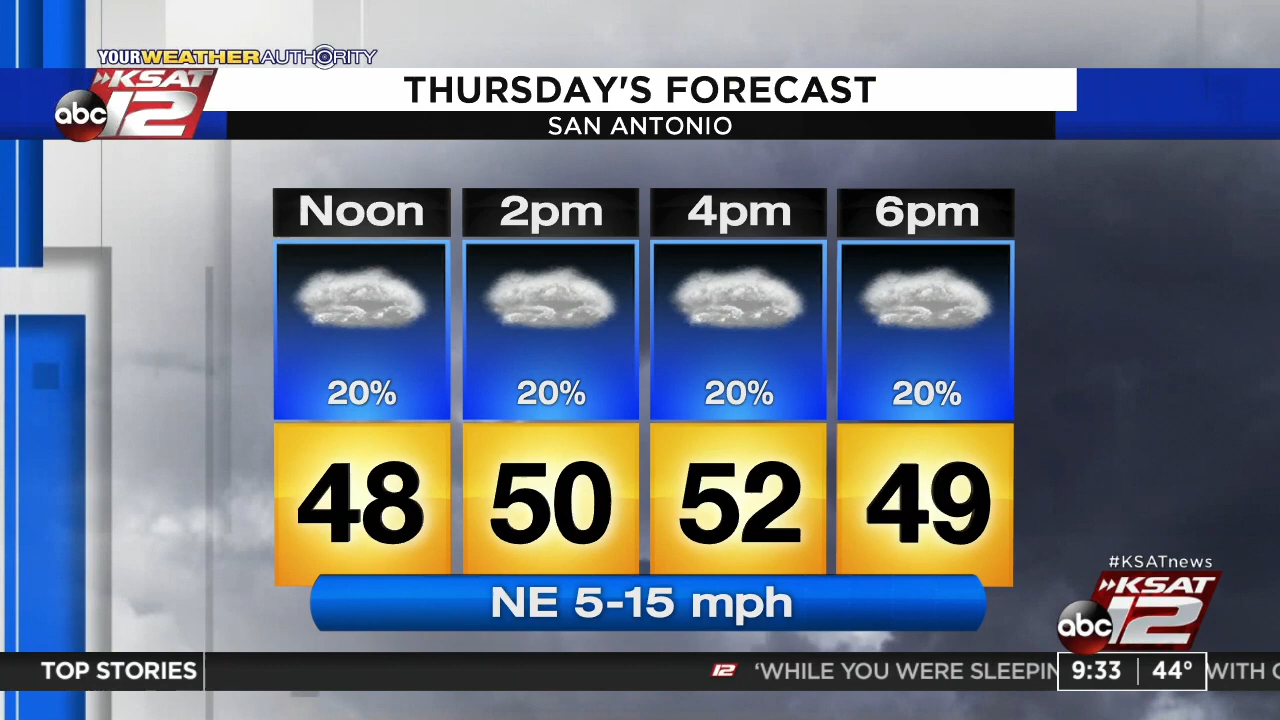 YOURWEATHERAUTHORITY
KSAT
abc 12
THURSDAY'S FORECAST
SAN ANTONIO
Noon 2pm 4pm 6pm
20% 20% 20% 20%
48 50 52 49
NE 5-15 mph
#KSATnews
KSAT
abc 12
TOP STORIES 12 'WHILE YOU WERE 9:33 44° WITH